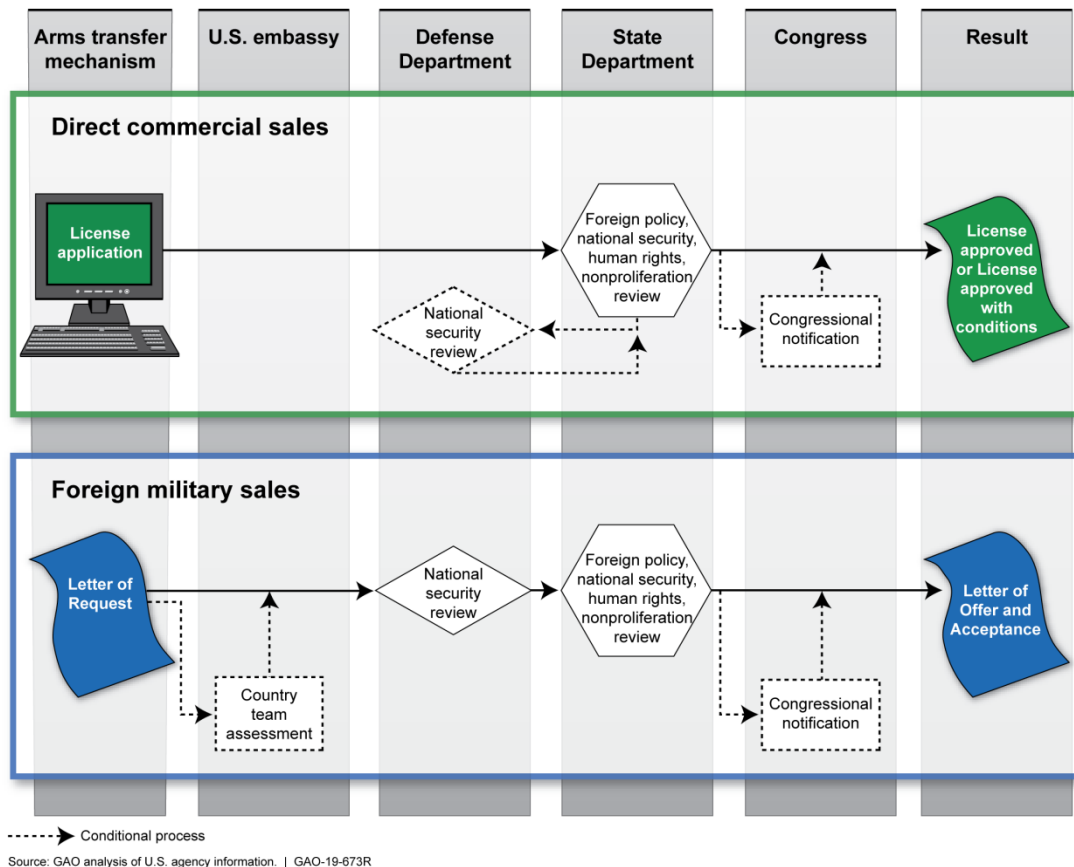 Arms transfer
mechanism
U.S. embassy
Defense
Department
State
Department
Congress
Result
Direct commercial sales
License
application
National
security
review
Foreign policy,
national security,
human rights,
nonproliferation
review
Congressional
notification
License
approved
or License
approved
with
conditions
Foreign military sales
Letter of
Request
Country
team
assessment
National
security
review
Foreign policy,
national security,
human rights,
nonproliferation
review
Congressional
notification
Letter of
Offer and
Acceptance
Conditional process
Source: GAO analysis of U.S. agency information. | GAO-19-673R